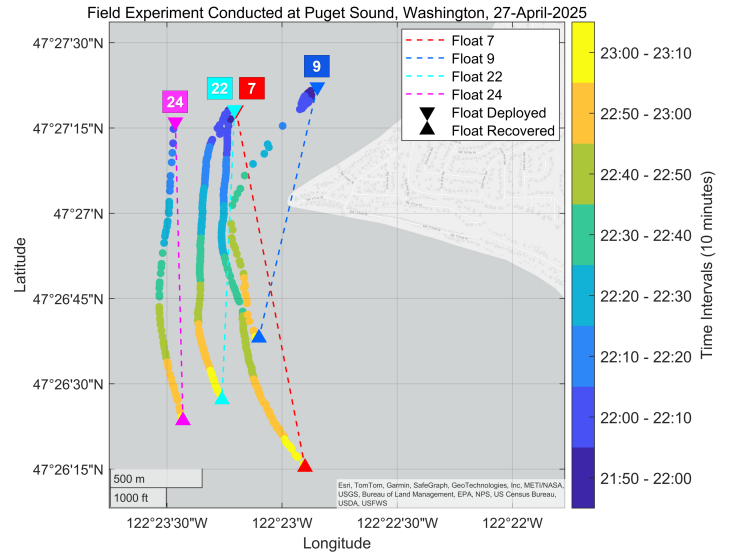 Field Experiment Conducted at Puget Sound, Washington, 27-April-2025
47°27'30"N
47°27'15"N
47°27'N
47°26'45"N
47°26'30"N
47°26'15"N
Latitude
24
22
7
9
Float 7
Float 9
Float 22
Float 24
Float Deployed
Float Recovered
500 m
1000 ft
Esri, TomTom, Garmin, SafeGraph, GeoTechnologies, Inc, METI/NASA,
USGS, Bureau of Land Management, EPA, NPS, US Census Bureau,
USDA, USFWS
122°23'30"W
122°23'W
122°22'30"W
122°22'W
Longitude
23:00 - 23:10
22:50 - 23:00
22:40 - 22:50
22:30 - 22:40
22:20 - 22:30
22:10 - 22:20
22:00 - 22:10
21:50 - 22:00
Time Intervals (10 minutes)